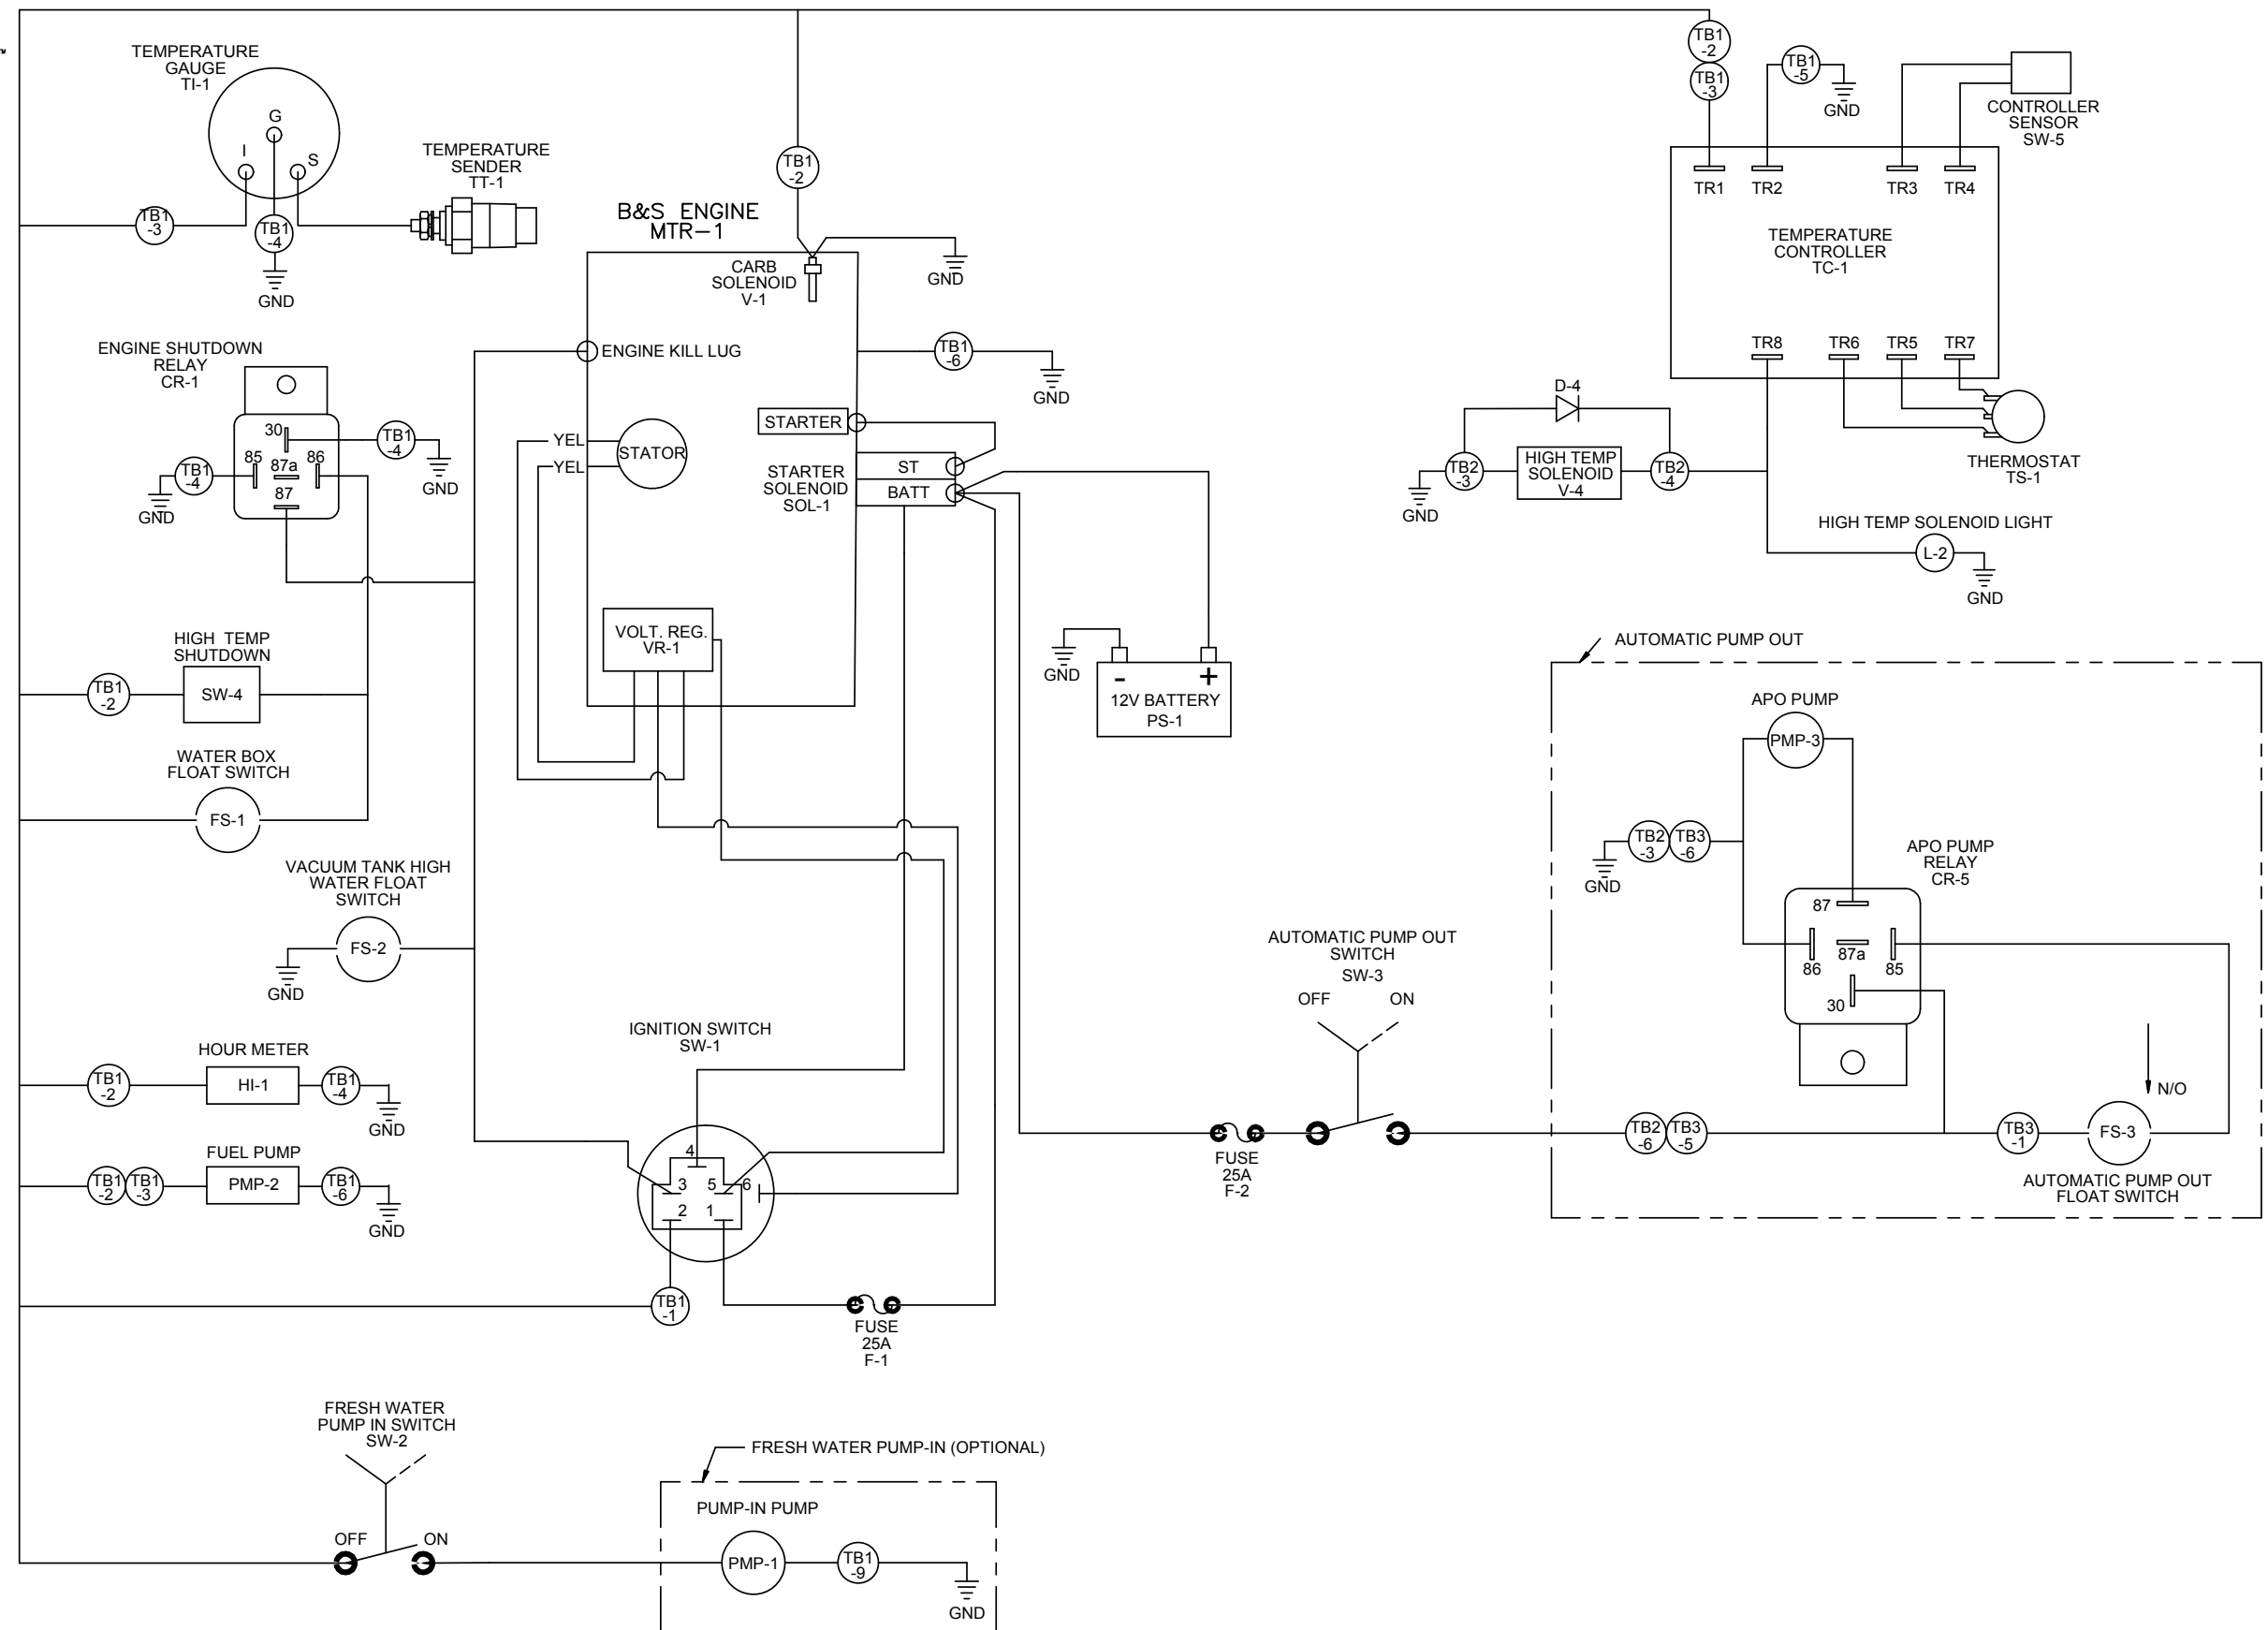 TEMPERATURE
GAUGE
TI-1
G
I
S
TB1
-3
TB1
-4
GND
TEMPERATURE
SENDER
TT-1
TB1
-2
B&S ENGINE
MTR-1
CARB
SOLENOID
V-1
GND
ENGINE KILL LUG
TB1
-6
GND
STARTER
YEL
YEL
STATOR
STARTER
SOLENOID
SOL-1
ST
BATT
VOLT. REG.
VR-1
TB1
-2
TB1
-3
TB1
-5
GND
CONTROLLER
SENSOR
SW-5
TR1
TR2
TR3
TR4
TEMPERATURE
CONTROLLER
TC-1
TR8
TR6
TR5
TR7
D-4
TB2
-3
HIGH TEMP
SOLENOID
V-4
TB2
-4
GND
THERMOSTAT
TS-1
HIGH TEMP SOLENOID LIGHT
L-2
GND
ENGINE SHUTDOWN
RELAY
CR-1
30
TB1
-4
GND
85
87a
86
TB1
-4
GND
87
HIGH TEMP
SHUTDOWN
TB1
-2
SW-4
WATER BOX
FLOAT SWITCH
FS-1
GND
-
+
12V BATTERY
PS-1
VACUUM TANK HIGH
WATER FLOAT
SWITCH
FS-2
GND
HOUR METER
TB1
-2
HI-1
TB1
-4
GND
FUEL PUMP
TB1
-2
TB1
-3
PMP-2
TB1
-6
GND
IGNITION SWITCH
SW-1
4
3
5
6
2
1
TB1
-1
FUSE
25A
F-1
AUTOMATIC PUMP OUT
SWITCH
SW-3
OFF
ON
FUSE
25A
F-2
AUTOMATIC PUMP OUT
APO PUMP
PMP-3
TB2
-3
TB3
-6
GND
APO PUMP
RELAY
CR-5
87
86
87a
85
30
N/O
TB2
-6
TB3
-5
TB3
-1
FS-3
AUTOMATIC PUMP OUT
FLOAT SWITCH
FRESH WATER
PUMP IN SWITCH
SW-2
OFF
ON
FRESH WATER PUMP-IN (OPTIONAL)
PUMP-IN PUMP
PMP-1
TB1
-9
GND